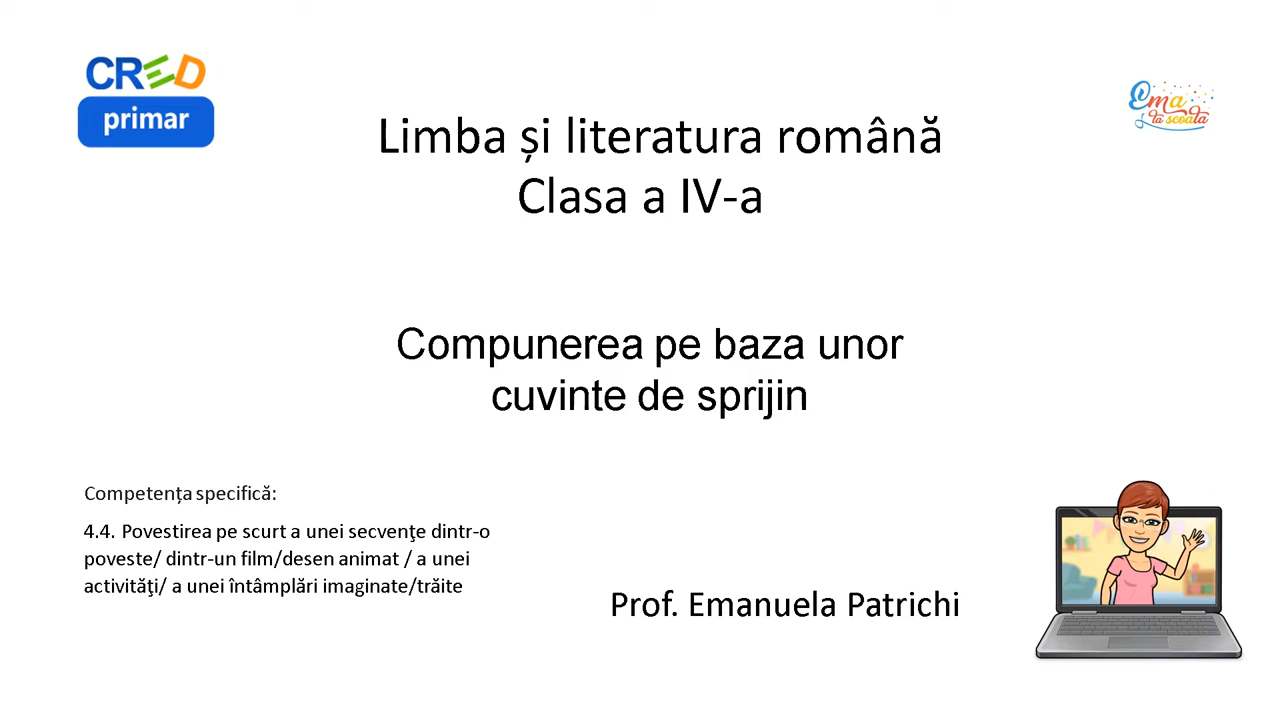 CRED
primar
Ema
la scoala
Limba și literatura română
Clasa a IV-a
Compunerea pe baza unor
cuvinte de sprijin
Competența specifică:
4.4. Povestirea pe scurt a unei secvenţe dintr-o
poveste/ dintr-un film/desen animat / a unei
activităţi/ a unei întâmplări imaginate/trăite
Prof. Emanuela Patrichi